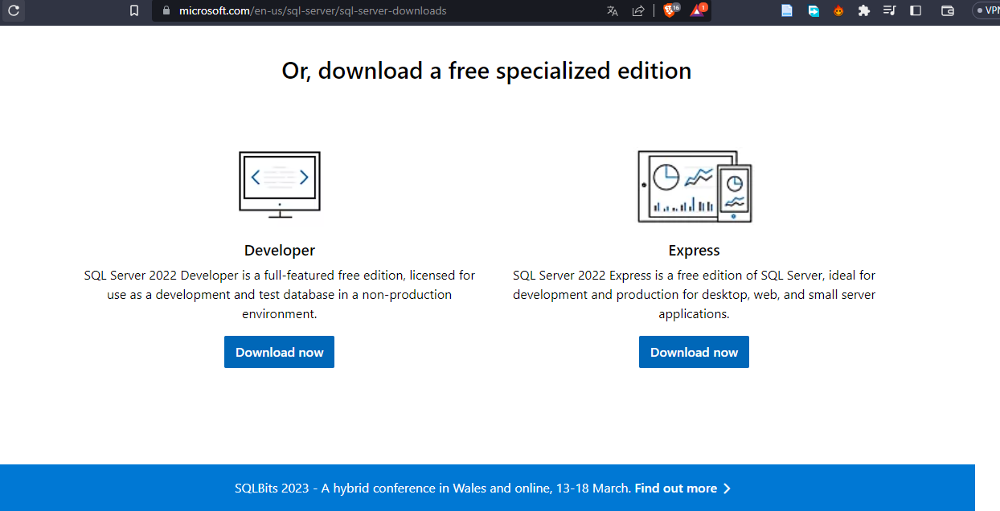 microsoft.com/en-us/sql-server/sql-server-downloads
16
1
VPN
Or, download a free specialized edition
Developer
SQL Server 2022 Developer is a full-featured free edition, licensed for
use as a development and test database in a non-production
environment.
Download now
Express
SQL Server 2022 Express is a free edition of SQL Server, ideal for
development and production for desktop, web, and small server
applications.
Download now
SQLBits 2023 - A hybrid conference in Wales and online, 13-18 March. Find out more